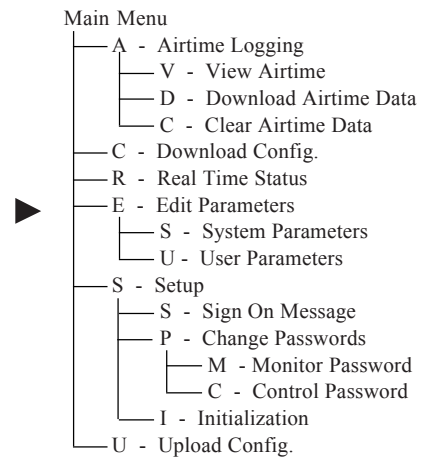 Main Menu
A - Airtime Logging
V - View Airtime
D - Download Airtime Data
C - Clear Airtime Data
C - Download Config.
R - Real Time Status
E - Edit Parameters
S - System Parameters
U - User Parameters
S - Setup
S - Sign On Message
P - Change Passwords
M - Monitor Password
C - Control Password
I - Initialization
U - Upload Config.